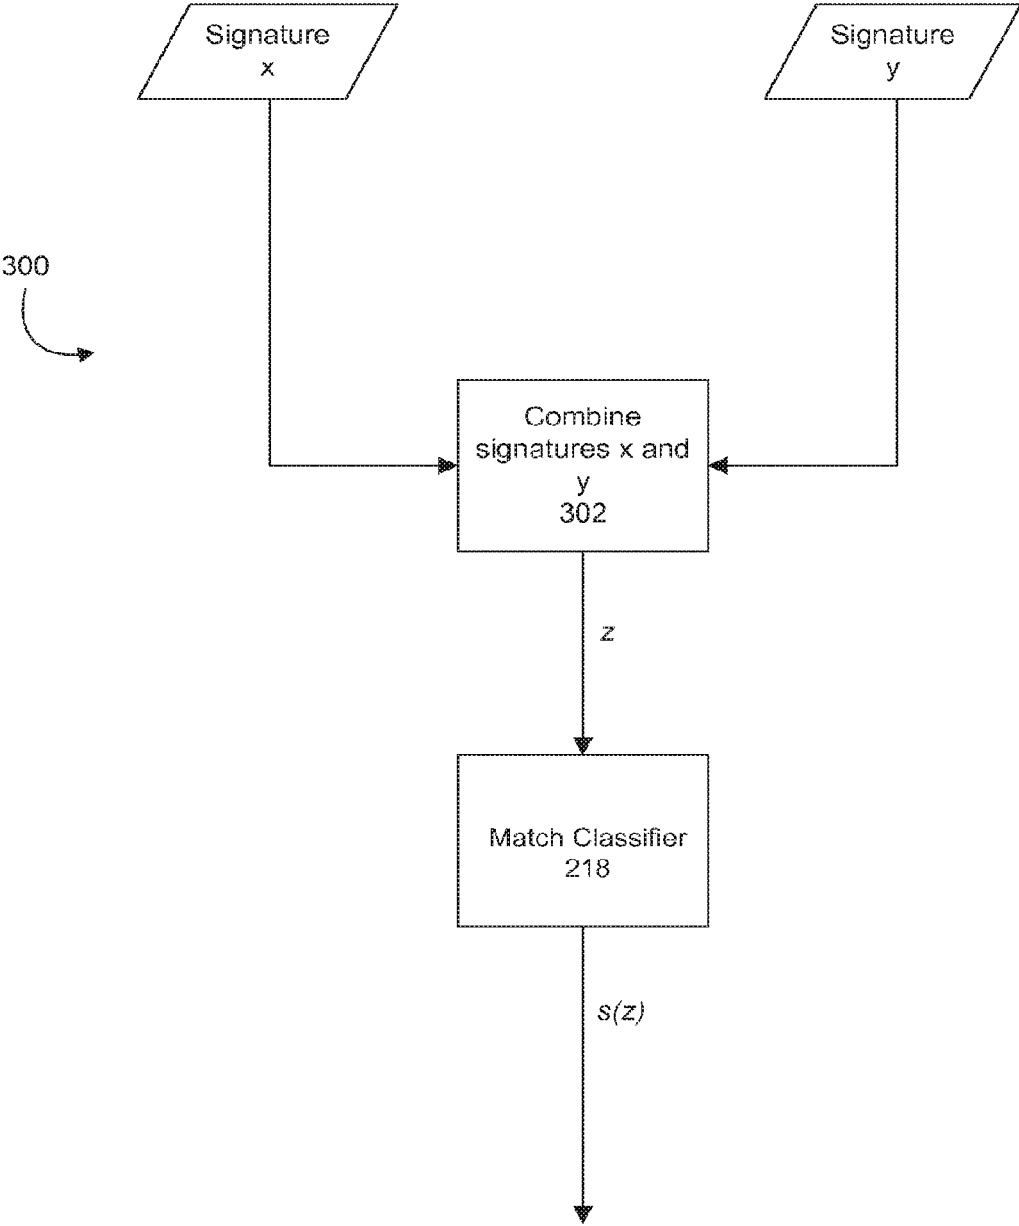 Signature
x
Signature
y
300
Combine
signatures x and
y
302
z
Match Classifier
218
s(z)